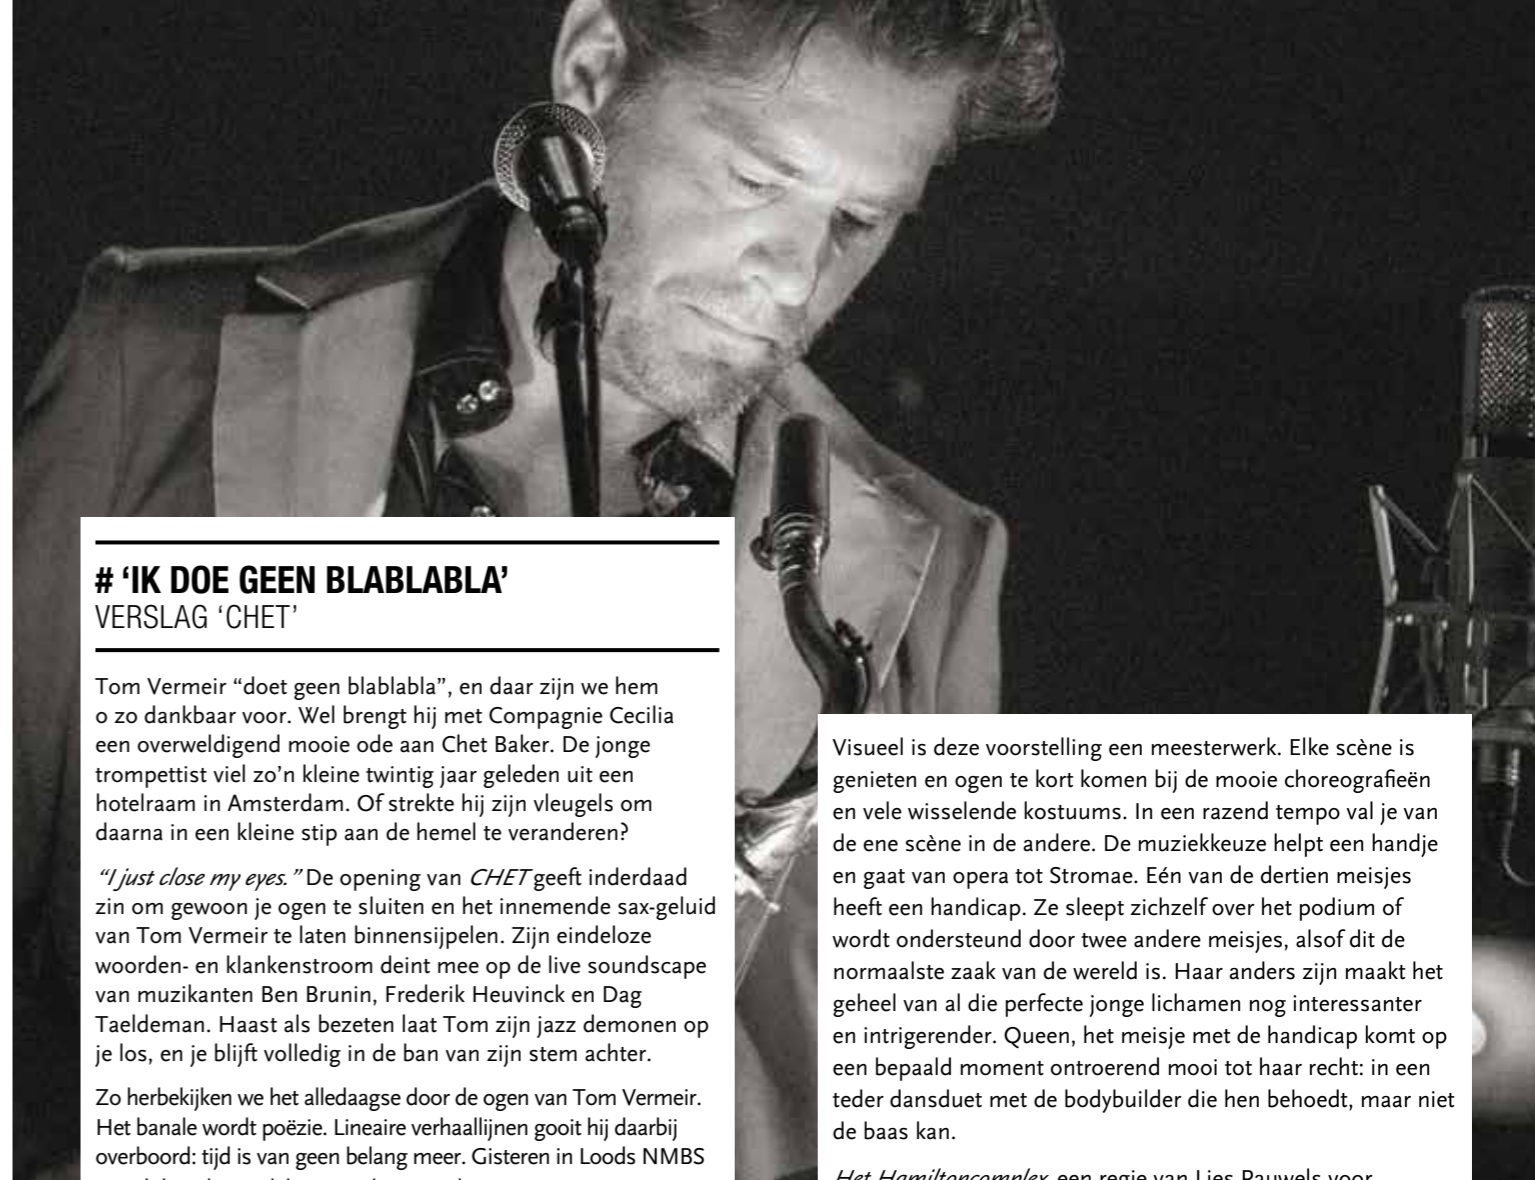 # ‘IK DOE GEEN BLABLABLA’
VERSLAG ‘CHET’
Tom Vermeir “doet geen blablabla”, en daar zijn we hem
o zo dankbaar voor. Wel brengt hij met Compagnie Cecilia
een overweldigend mooie ode aan Chet Baker. De jonge
trompettist viel zo’n kleine twintig jaar geleden uit een
hotelraam in Amsterdam. Of strekte hij zijn vleugels om
daarna in een kleine stip aan de hemel te veranderen?
“I just close my eyes.” De opening van CHET geeft inderdaad
zin om gewoon je ogen te sluiten en het innemende sax-geluid
van Tom Vermeir te laten binnensijpelen. Zijn eindeloze
woorden- en klankenstroom deint mee op de live soundscape
van muzikanten Ben Brunin, Frederik Heuvinck en Dag
Taeldeman. Haast als bezeten laat Tom zijn jazz demonen op
je los, en je blijft volledig in de ban van zijn stem achter.
Zo herbekijken we het alledaagse door de ogen van Tom Vermeir.
Het banale wordt poëzie. Lineaire verhaallijnen gooit hij daarbij
overboord: tijd is van geen belang meer. Gisteren in Loods NMBS
Visueel is deze voorstelling een meesterwerk. Elke scène is
genieten en ogen te kort komen bij de mooie choreografieën
en vele wisselende kostuums. In een razend tempo val je van
de ene scène in de andere. De muziekkeuze helpt een handje
en gaat van opera tot Stromae. Eén van de dertien meisjes
heeft een handicap. Ze sleept zichzelf over het podium of
wordt ondersteund door twee andere meisjes, alsof dit de
normaalste zaak van de wereld is. Haar anders zijn maakt het
geheel van al die perfecte jonge lichamen nog interessanter
en intrigerender. Queen, het meisje met de handicap komt op
een bepaald moment ontroerend mooi tot haar recht: in een
teder dansduet met de bodybuilder die hen behoedt, maar niet
de baas kan.
Het Hamiltoncomplex, een regie van Lies Pauwels voor